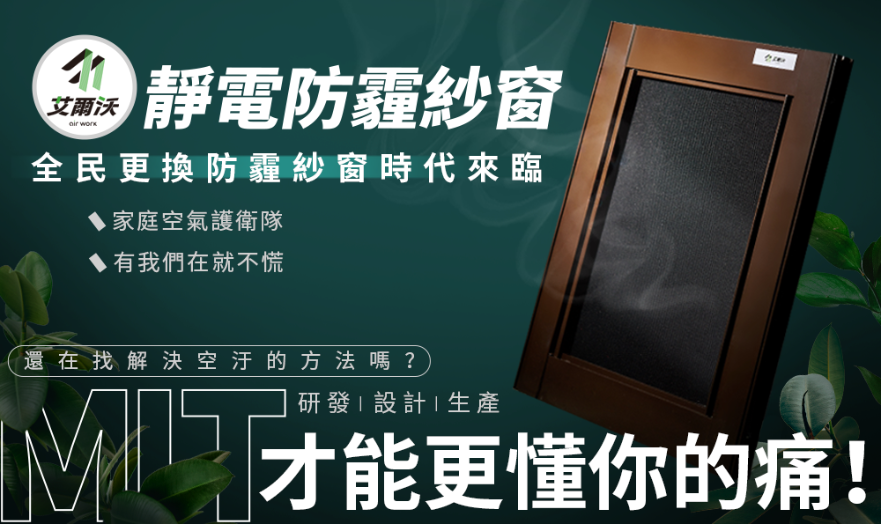 艾爾沃
air work
靜電防霾紗窗
全民更換防霾紗窗時代來臨
家庭空氣護衛隊
有我們在就不慌
還在找解決空汙的方法嗎?
MIT
研發|設計|生產
才能更懂你的痛!
艾爾沃